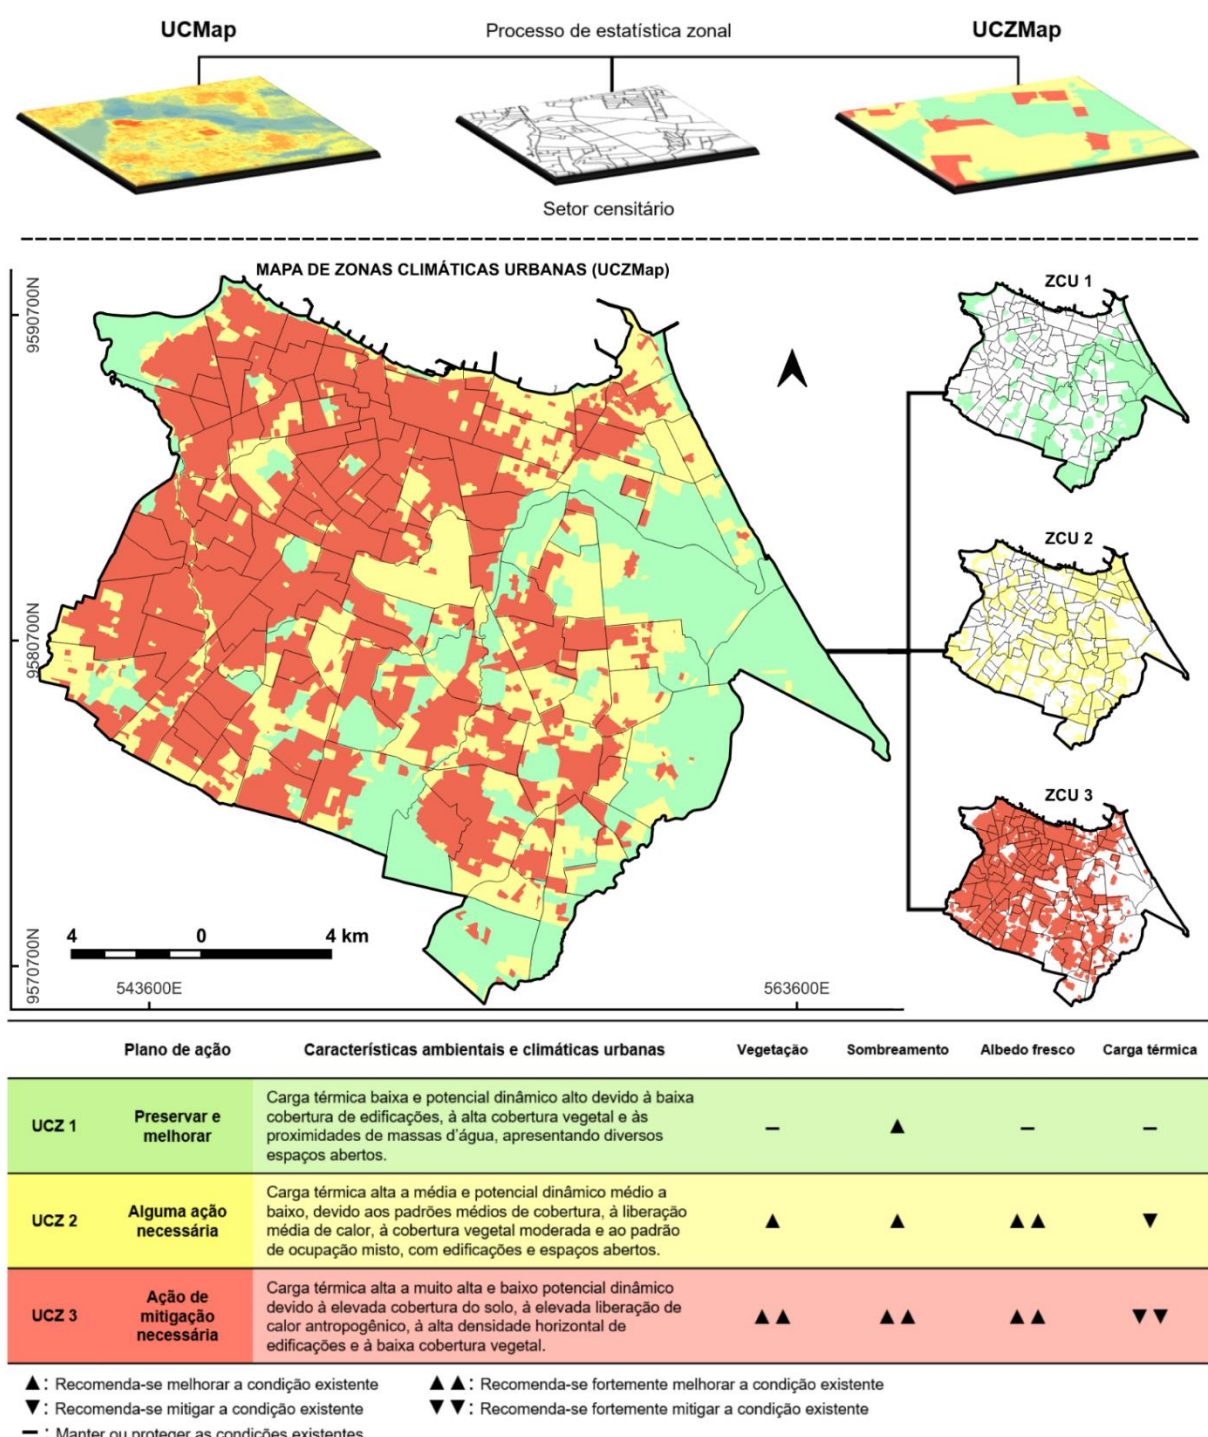 UCMap
Processo de estatística zonal
UCZMap
Setor censitário
MAPA DE ZONAS CLIMÁTICAS URBANAS (UCZMap)
ZCU 1
9590700N
ZCU 2
9580700N
ZCU 3
4 0 4 km
9570700N
543600E
563600E
Plano de ação
Características ambientais e climáticas urbanas
Vegetação
Sombreamento
Albedo fresco
Carga térmica
UCZ 1
Preservar e
melhorar
Carga térmica baixa e potencial dinâmico alto devido à baixa
cobertura de edificações, à alta cobertura vegetal e às
proximidades de massas d'água, apresentando diversos
espaços abertos.
– ▲ – –
UCZ 2
Alguma ação
necessária
Carga térmica alta a média e potencial dinâmico médio a
baixo, devido aos padrões médios de cobertura, à liberação
média de calor, à cobertura vegetal moderada e ao padrão
de ocupação misto, com edificações e espaços abertos.
▲ ▲ ▲▲ ▼
UCZ 3
Ação de
mitigação
necessária
Carga térmica alta a muito alta e baixo potencial dinâmico
devido à elevada cobertura do solo, à elevada liberação de
calor antropogênico, à alta densidade horizontal de
edificações e à baixa cobertura vegetal.
▲▲ ▲▲ ▲▲ ▼▼
▲: Recomenda-se melhorar a condição existente
▲▲: Recomenda-se fortemente melhorar a condição existente
▼: Recomenda-se mitigar a condição existente
▼▼: Recomenda-se fortemente mitigar a condição existente
– : Manter ou proteger as condições existentes